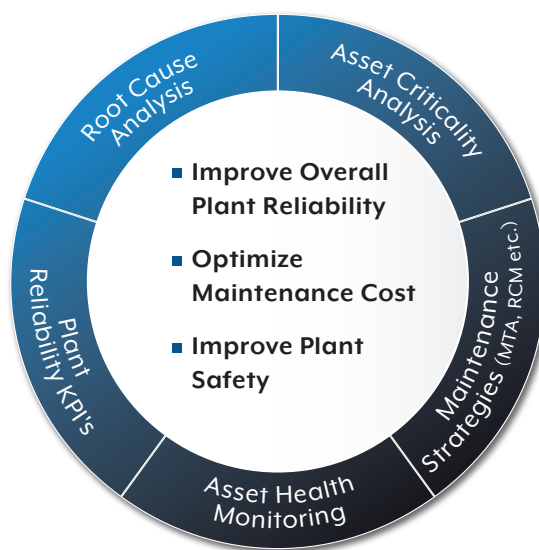 Root Cause
Analysis
Asset Criticality
Analysis
Maintenance
Strategies (MTA, RCM etc.)
Asset Health
Monitoring
Plant
Reliability KPI's
Improve Overall
Plant Reliability
Optimize
Maintenance Cost
Improve Plant
Safety